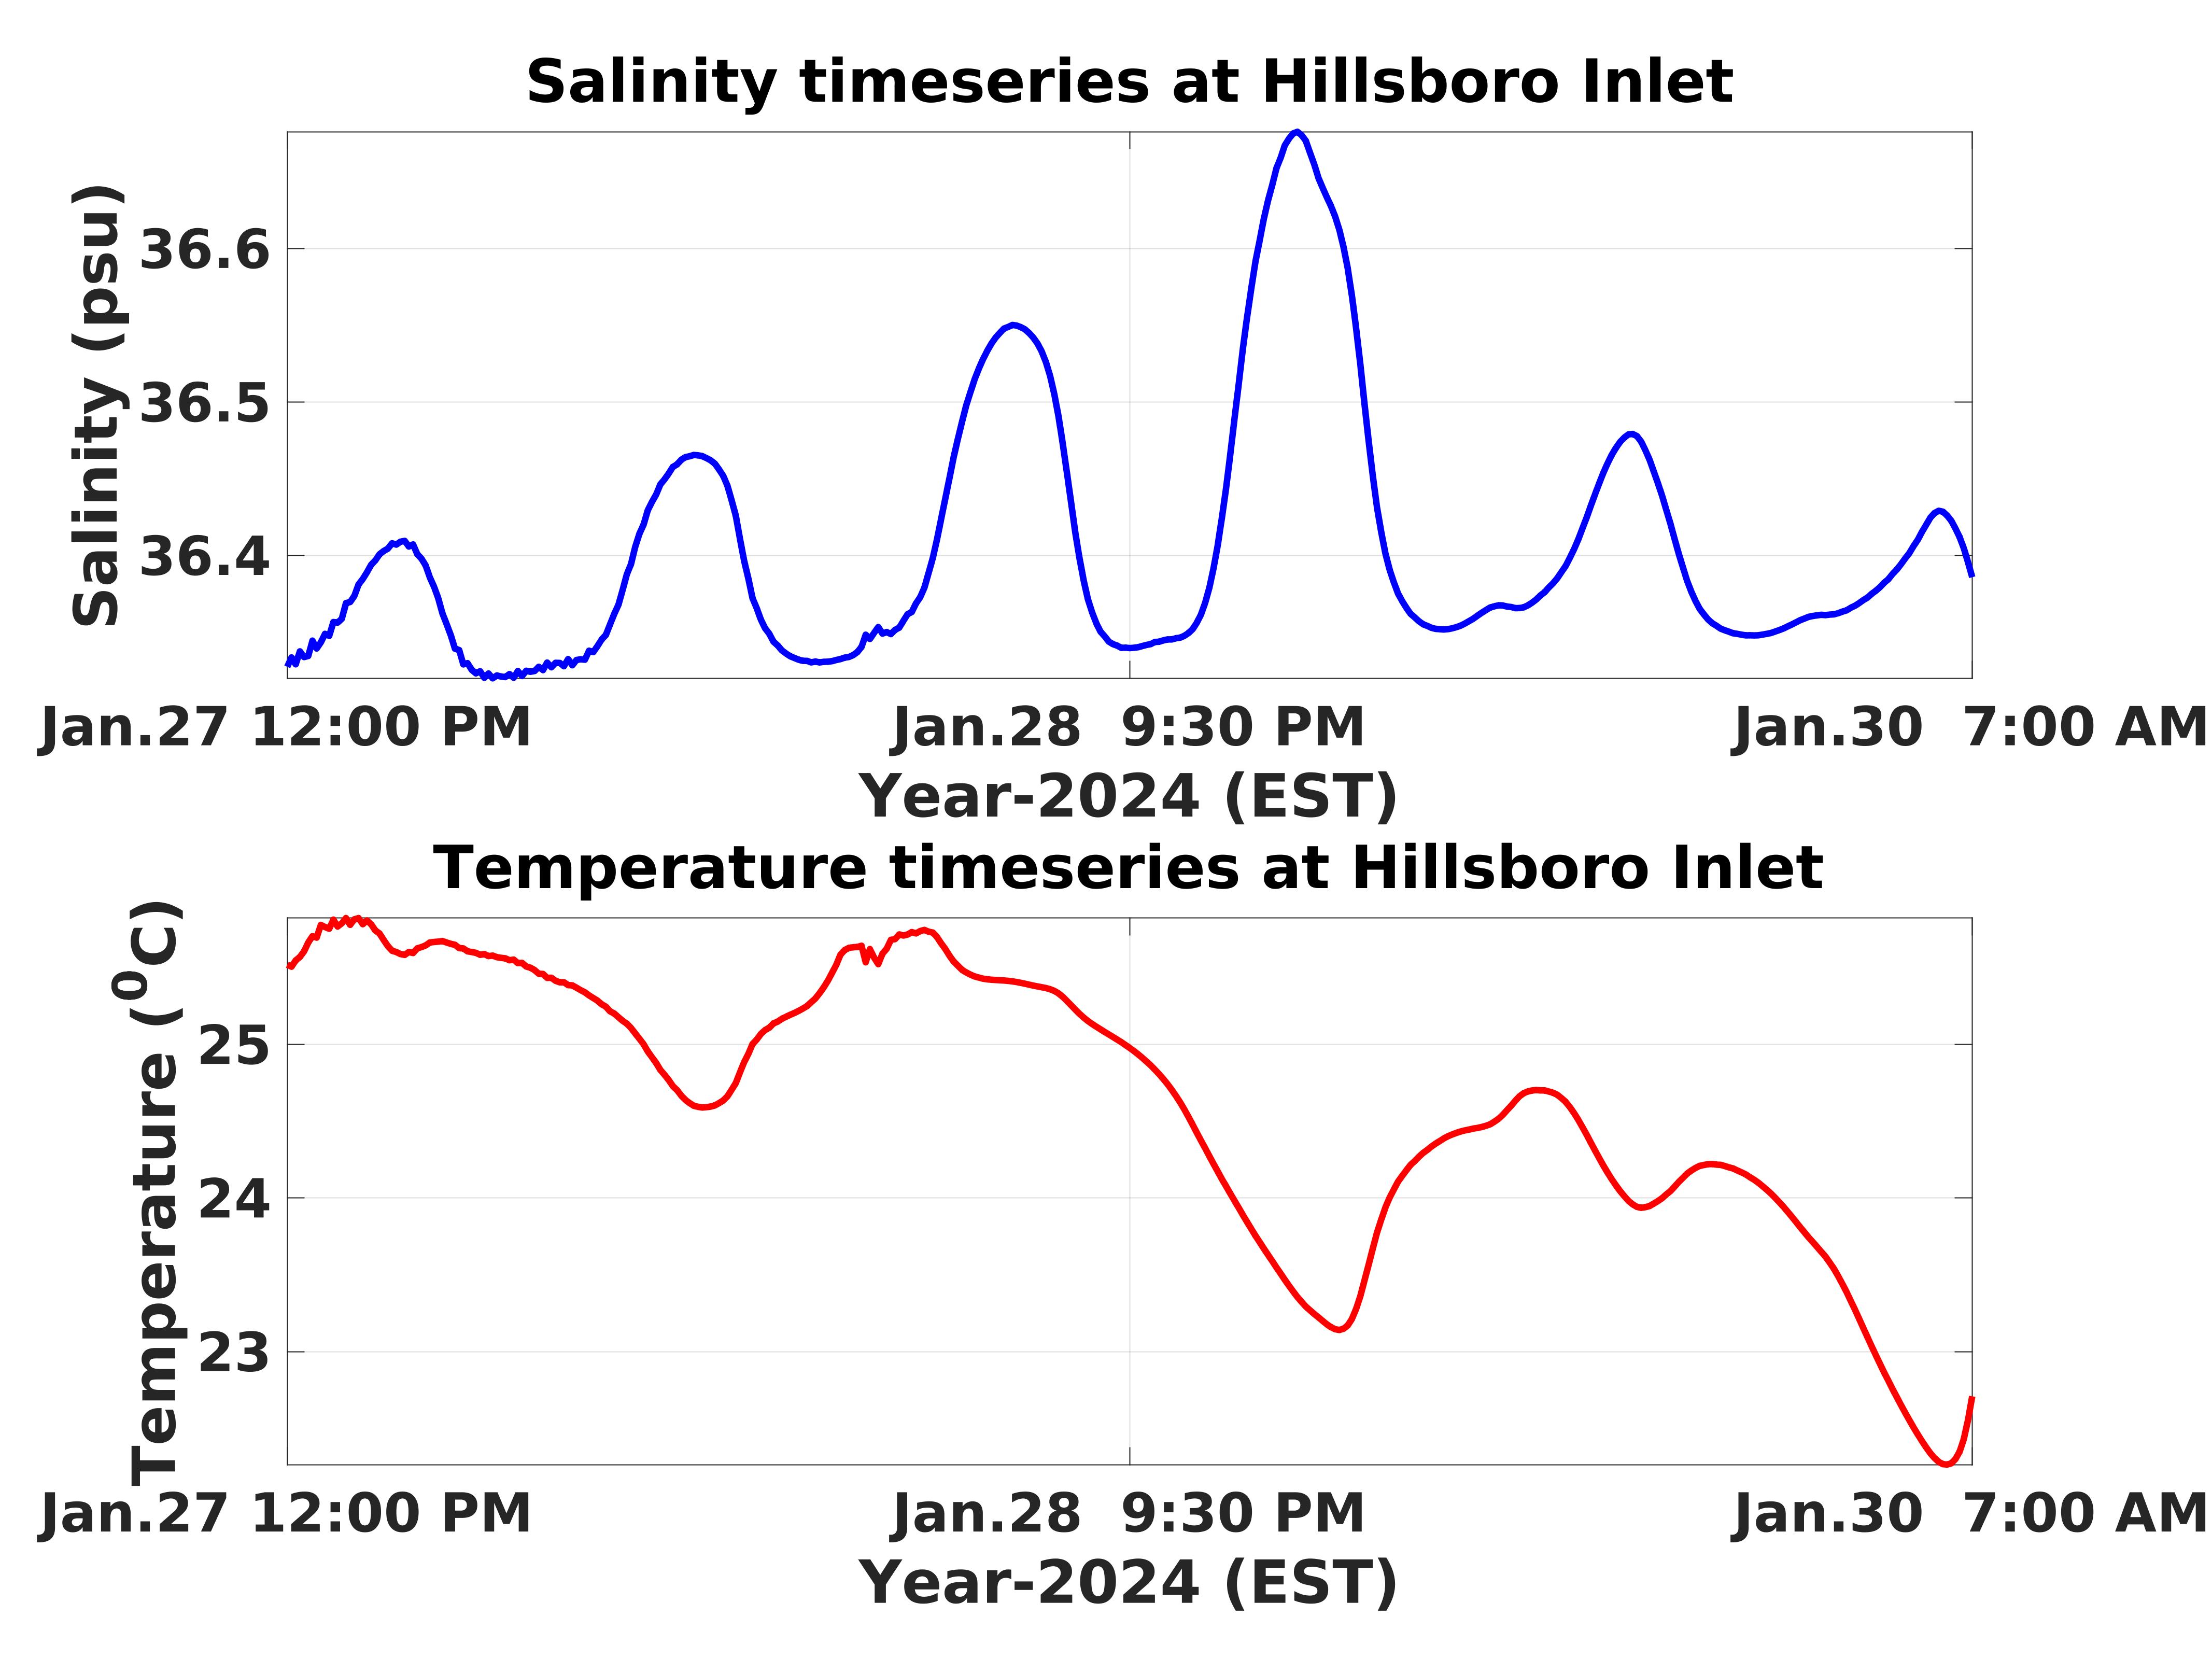 Salinity timeseries at Hillsboro Inlet
Salinity (psu)
36.6
36.5
36.4
Jan.27 12:00 PM Jan.28  9:30 PM Jan.30  7:00 AM
Year-2024 (EST)
Temperature timeseries at Hillsboro Inlet
Temperature (⁰C)
25
24
23
Jan.27 12:00 PM Jan.28  9:30 PM Jan.30  7:00 AM
Year-2024 (EST)